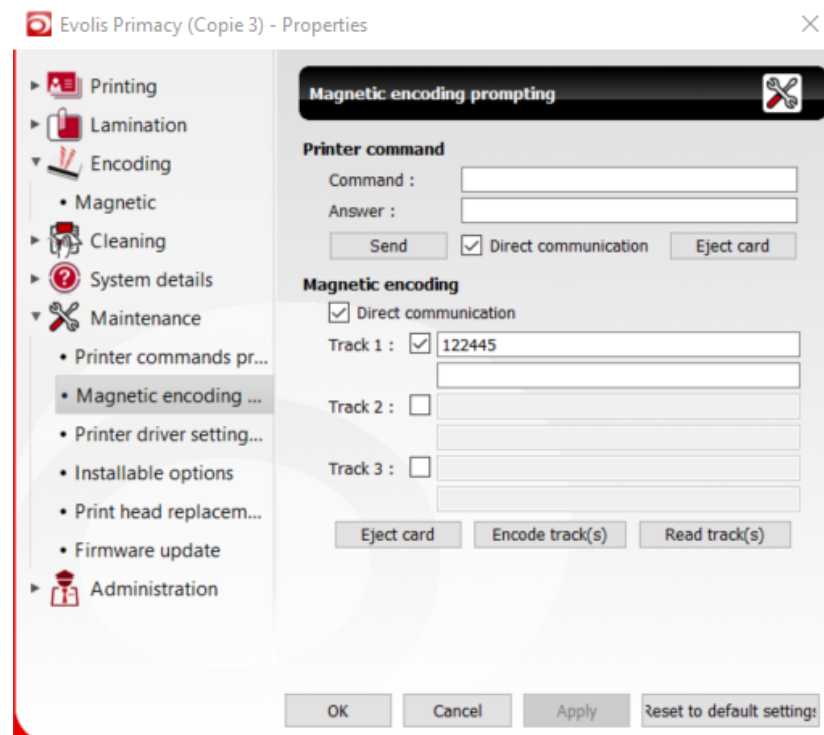 Evolis Primacy (Copie 3) - Properties
Printing
Lamination
Encoding
Magnetic
Cleaning
System details
Maintenance
Printer commands pr...
Magnetic encoding ...
Printer driver setting...
Installable options
Print head replacem...
Firmware update
Administration
Magnetic encoding prompting
Printer command
Command :
Answer :
Send Direct communication Eject card
Magnetic encoding
Direct communication
Track 1 : 122445
Track 2 :
Track 3 :
Eject card Encode track(s) Read track(s)
OK Cancel Apply Reset to default settings